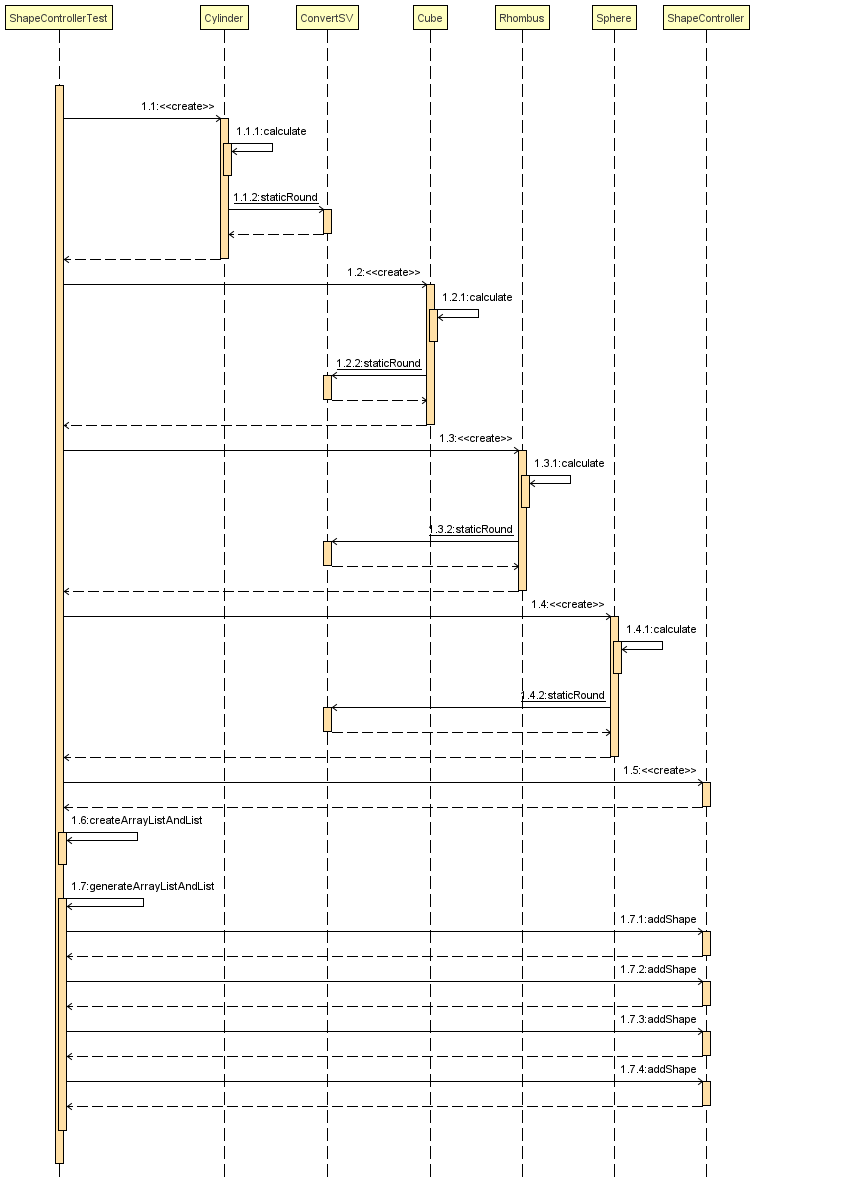 ShapeControllerTest
Cylinder
ConvertSV
Cube
Rhombus
Sphere
ShapeController
1.1:<<create>>
1.1.1:calculate
1.1.2:staticRound
1.2:<<create>>
1.2.1:calculate
1.2.2:staticRound
1.3:<<create>>
1.3.1:calculate
1.3.2:staticRound
1.4:<<create>>
1.4.1:calculate
1.4.2:staticRound
1.5:<<create>>
1.6:createArrayListAndList
1.7:generateArrayListAndList
1.7.1:addShape
1.7.2:addShape
1.7.3:addShape
1.7.4:addShape